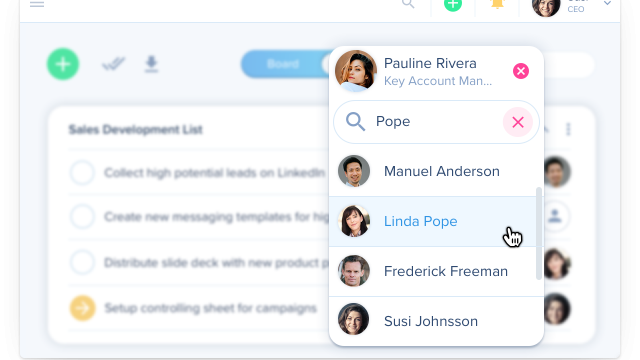 CEO
Board
Pauline Rivera
Key Account Man...
Pope
Sales Development List
Manuel Anderson
Collect high potential leads on LinkedIn
Linda Pope
Create new messaging templates for hig
Frederick Freeman
Distribute slide deck with new product p
Setup controlling sheet for campaigns
Susi Johnsson